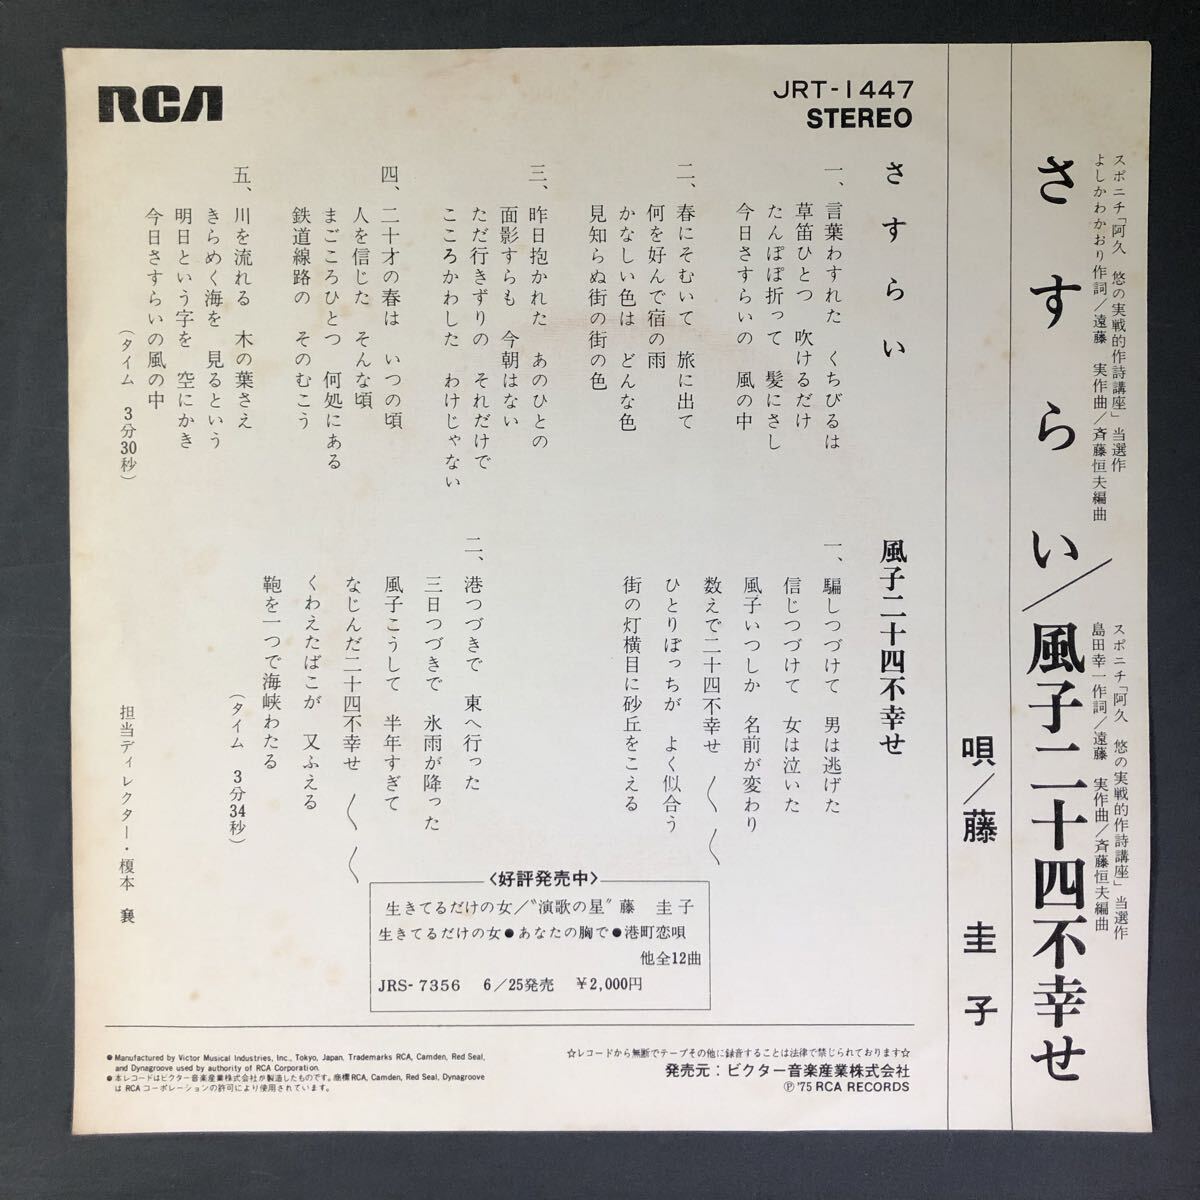 RCA
JRT-1447
STEREO
スポニチ「阿久 悠の実戦的作詩講座」当選作
よしかわかおり作詞/遠藤 実作曲/斉藤恒夫編曲
スポニチ「阿久 悠の実戦的作詩講座」当選作
島田幸一作詞/遠藤 実作曲/斉藤恒夫編曲
さすらい/風子二十四不幸せ
唄/藤 圭子
さすらい
一、言葉わすれた くちびるは
草笛ひとつ 吹けるだけ
たんぽぽ折って 髪にさし
今日さすらいの 風の中
二、春にそむいて 旅に出て
何を好んで宿の雨
かなしい色は どんな色
見知らぬ街の街の色
三、昨日抱かれた あのひとの
面影すらも 今朝はない
ただ行きずりの それだけで
こころかわした わけじゃない
四、二十才の春は いつの頃
人を信じた そんな頃
まごころひとつ 何処にある
鉄道線路の そのむこう
五、川を流れる 木の葉さえ
きらめく海を 見るという
明日という字を 空にかき
今日さすらいの風の中
(タイム 3分30秒)
風子二十四不幸せ
一、騙しつづけて 男は逃げた
信じつづけて 女は泣いた
風子いつしか 名前が変わり
数えで二十四不幸せ 〱 〱
ひとりぼっちが よく似合う
街の灯横目に砂丘をこえる
二、港つづきで 東へ行った
三日つづきで 氷雨が降った
風子こうして 半年すぎて
なじんだ二十四不幸せ 〱 〱
くわえたばこが 又ふえる
鞄を一つで海峡わたる
(タイム 3分34秒)
担当ディレクター・榎本 襄
〈好評発売中〉
生きてるだけの女/〝演歌の星〟藤 圭子
生きてるだけの女●あなたの胸で●港町恋唄
他全12曲
JRS-7356 6/25発売 ¥2,000円
●Manufactured by Victor Musical Industries, Inc., Tokyo, Japan. Trademarks RCA, Camden, Red Seal,
and Dynagroove used by authority of RCA Corporation.
●本レコードはビクター音楽産業株式会社が製造したものです。商標RCA, Camden, Red Seal, Dynagroove
は RCA コーポレーションの許可により使用されています。
☆レコードから無断でテープその他に録音することは法律で禁じられております☆
発売元：ビクター音楽産業株式会社
Ⓟ '75 RCA RECORDS